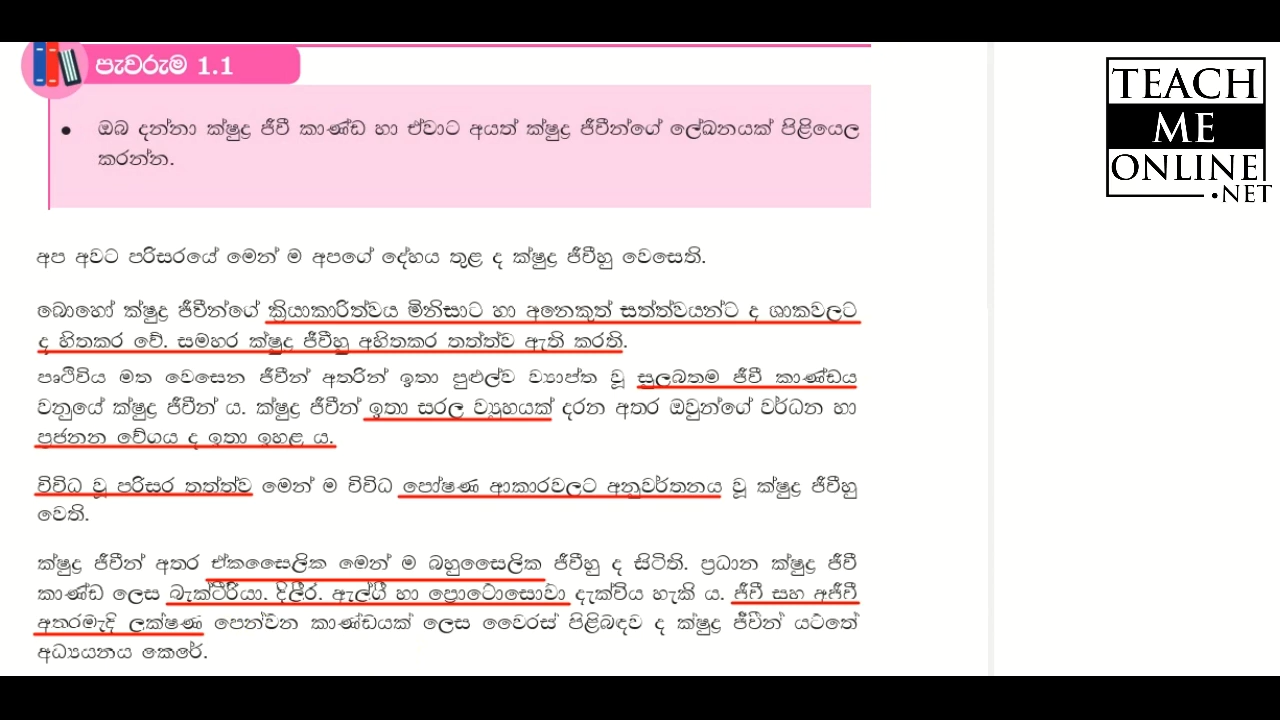 පැවරුම 1.1
TEACH
ME
ONLINE
.NET
• ඔබ දන්නා ක්ෂුද්‍ර ජීවී කාණ්ඩ හා ඒවාට අයත් ක්ෂුද්‍ර ජීවීන්ගේ ලේඛනයක් පිළියෙල
කරන්න.
අප අවට පරිසරයේ මෙන් ම අපගේ දේහය තුළ ද ක්ෂුද්‍ර ජීවීහු වෙසෙති.
බොහෝ ක්ෂුද්‍ර ජීවීන්ගේ ක්‍රියාකාරිත්වය මිනිසාට හා අනෙකුත් සත්ත්වයන්ට ද ශාකවලට
ද හිතකර වේ. සමහර ක්ෂුද්‍ර ජීවීහු අහිතකර තත්ත්ව ඇති කරති.
පෘථිවිය මත වෙසෙන ජීවීන් අතරින් ඉතා පුළුල්ව ව්‍යාප්ත වූ සුලබතම ජීවී කාණ්ඩය
වනුයේ ක්ෂුද්‍ර ජීවීන් ය. ක්ෂුද්‍ර ජීවීන් ඉතා සරල ව්‍යුහයක් දරන අතර ඔවුන්ගේ වර්ධන හා
ප්‍රජනන වේගය ද ඉතා ඉහළ ය.
විවිධ වූ පරිසර තත්ත්ව මෙන් ම විවිධ පෝෂණ ආකාරවලට අනුවර්තනය වූ ක්ෂුද්‍ර ජීවීහු
වෙති.
ක්ෂුද්‍ර ජීවීන් අතර ඒකසෛලික මෙන් ම බහුසෛලික ජීවීහු ද සිටිති. ප්‍රධාන ක්ෂුද්‍ර ජීවී
කාණ්ඩ ලෙස බැක්ටීරියා, දිලීර, ඇල්ගී හා ප්‍රොටොසෝවා දැක්විය හැකි ය. ජීවී සහ අජීවී
අතරමැදි ලක්ෂණ පෙන්වන කාණ්ඩයක් ලෙස වෛරස් පිළිබඳව ද ක්ෂුද්‍ර ජීවීන් යටතේ
අධ්‍යයනය කෙරේ.